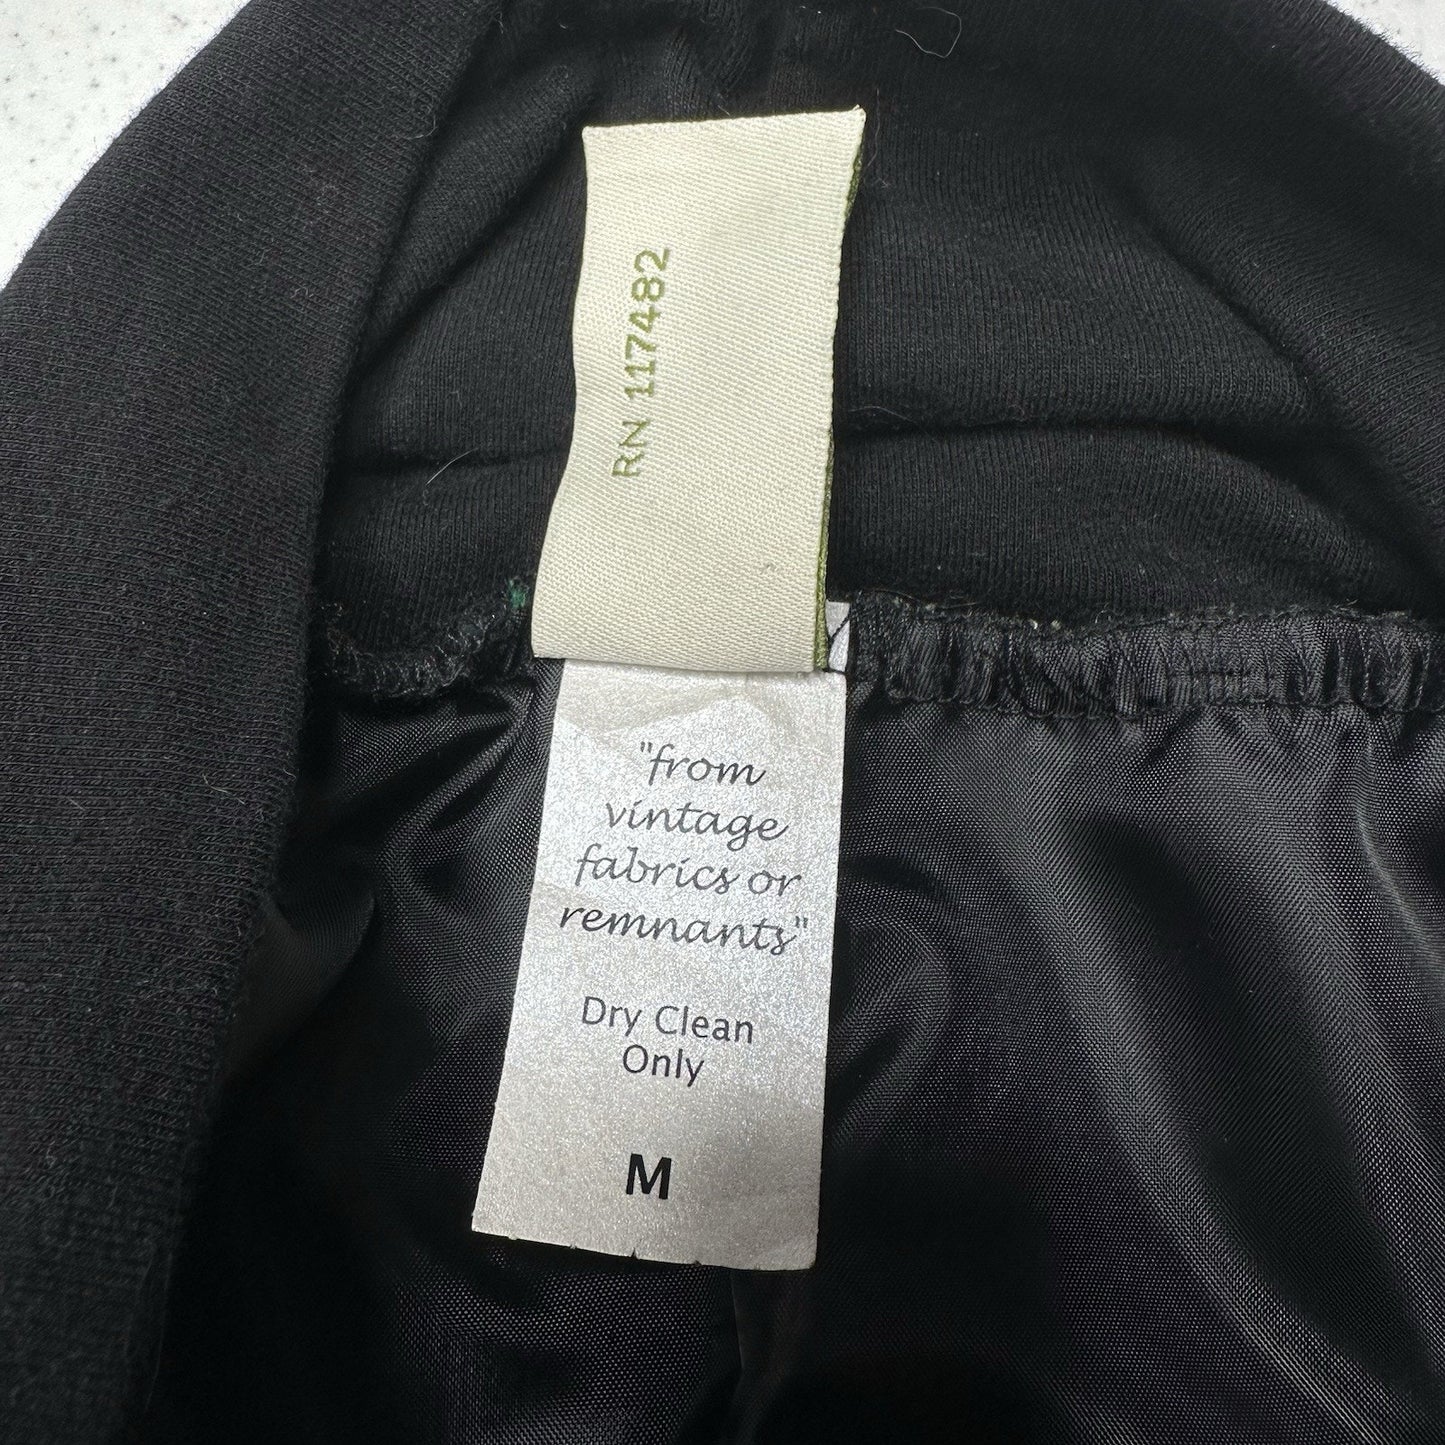 RN 117482
"from
vintage
fabrics or
remnants"
Dry Clean
Only
M